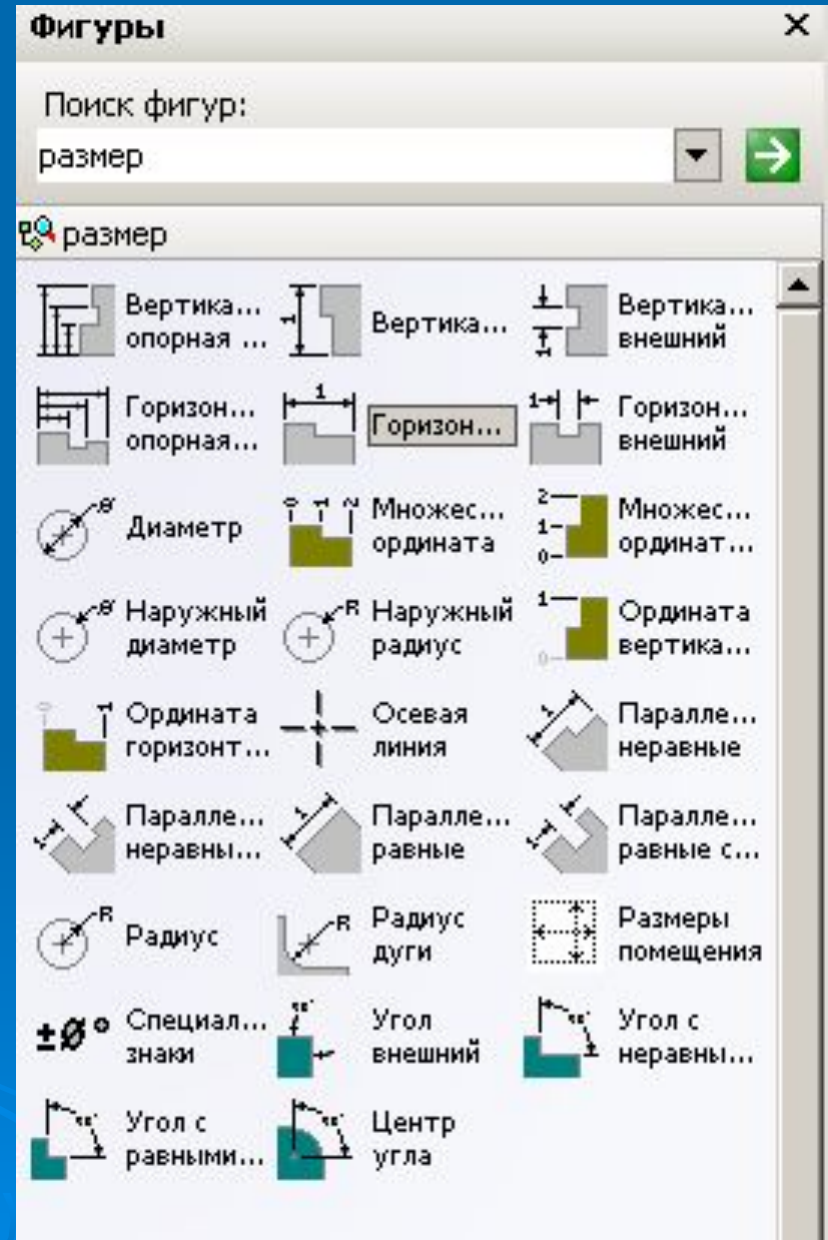 Фигуры
Поиск фигур:
размер
размер
Вертика...
опорная ...
Вертика...
Вертика...
внешний
Горизон...
опорная...
Горизон...
Горизон...
внешний
Диаметр
Множес...
ордината
Множес...
ординат...
Наружный
диаметр
Наружный
радиус
Ордината
вертика...
Ордината
горизонт...
Осевая
линия
Паралле...
неравные
Паралле...
неравны...
Паралле...
равные
Паралле...
равные с...
Радиус
Радиус
дуги
Размеры
помещения
Специал...
знаки
Угол
внешний
Угол с
неравны...
Угол с
равными...
Центр
угла